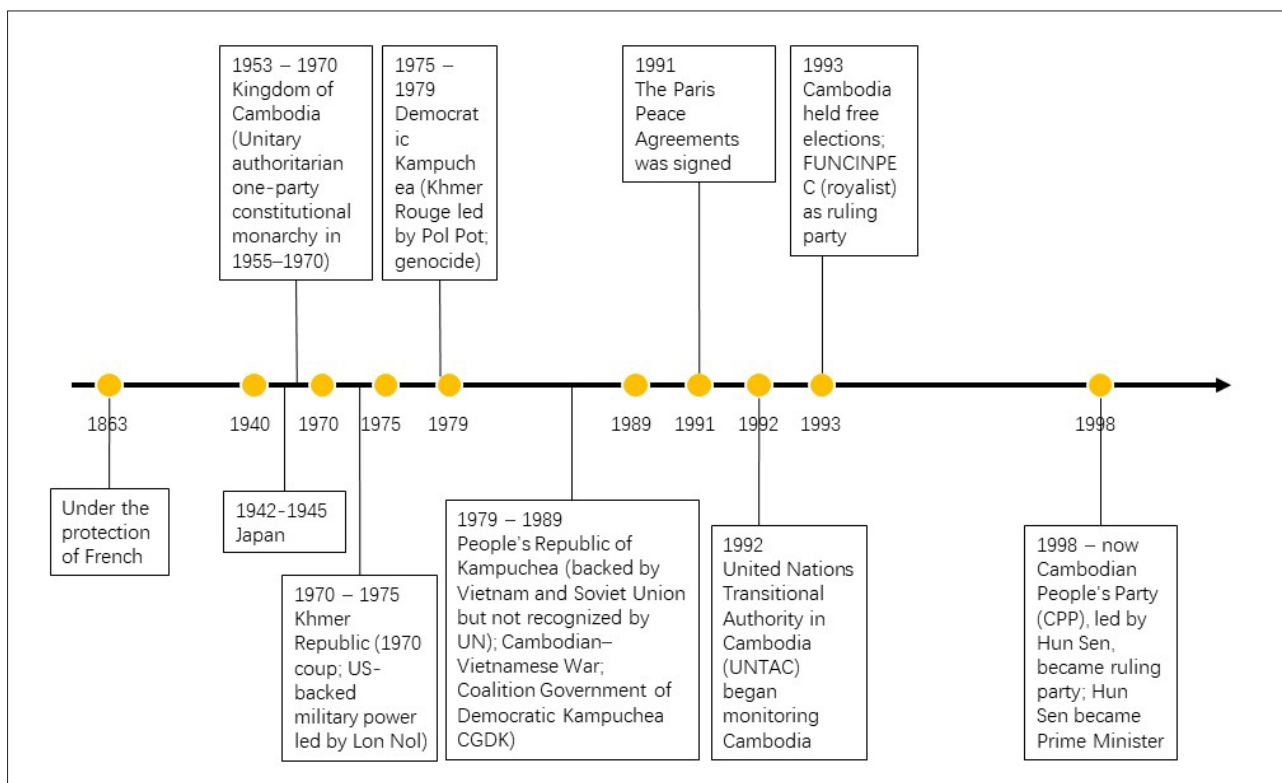 1953 – 1970
Kingdom of
Cambodia
(Unitary
authoritarian
one-party
constitutional
monarchy in
1955–1970)
1975 –
1979
Democrat
ic
Kampuch
ea (Khmer
Rouge led
by Pol Pot;
genocide)
1991
The Paris
Peace
Agreements
was signed
1993
Cambodia
held free
elections;
FUNCINPE
C (royalist)
as ruling
party
1863
1940
1970
1975
1979
1989
1991
1992
1993
1998
Under the
protection
of French
1942-1945
Japan
1970 – 1975
Khmer
Republic (1970
coup; US-
backed
military power
led by Lon Nol)
1979 – 1989
People's Republic of
Kampuchea (backed by
Vietnam and Soviet Union
but not recognized by
UN); Cambodian–
Vietnamese War;
Coalition Government of
Democratic Kampuchea
CGDK)
1992
United Nations
Transitional
Authority in
Cambodia
(UNTAC)
began
monitoring
Cambodia
1998 – now
Cambodian
People's Party
(CPP), led by
Hun Sen,
became ruling
party; Hun
Sen became
Prime Minister